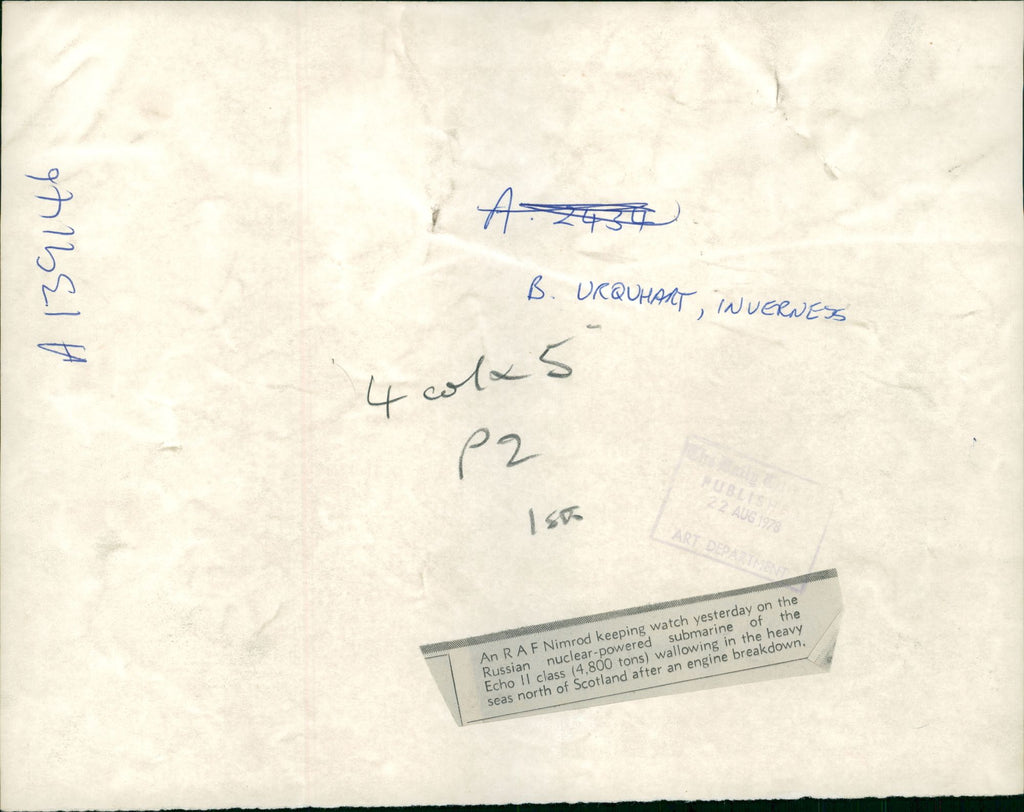 A 139146
A. 2434
B. URQUHART, INVERNESS
4 col x 5
P2
1st
PUBLISH
22 AUG 1978
ART DEPARTMENT
An R A F Nimrod keeping watch yesterday on the
Russian nuclear-powered submarine of the
Echo II class (4,800 tons) wallowing in the heavy
seas north of Scotland after an engine breakdown.